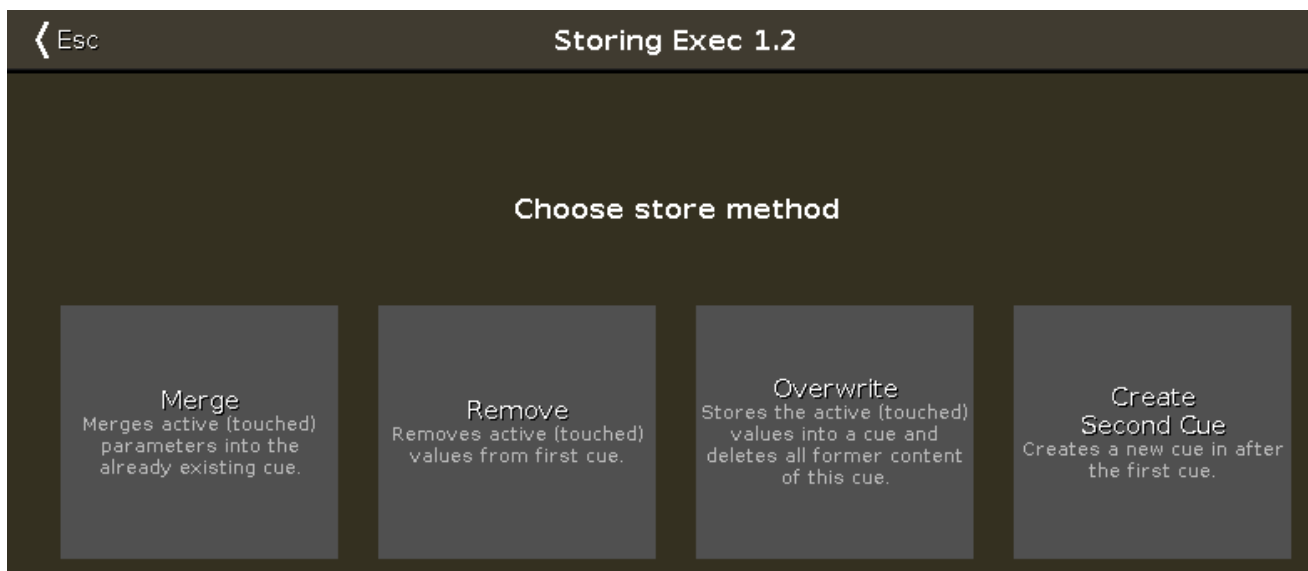 Esc
Storing Exec 1.2
Choose store method
Merge
Merges active (touched)
parameters into the
already existing cue.
Remove
Removes active (touched)
values from first cue.
Overwrite
Stores the active (touched)
values into a cue and
deletes all former content
of this cue.
Create
Second Cue
Creates a new cue in after
the first cue.